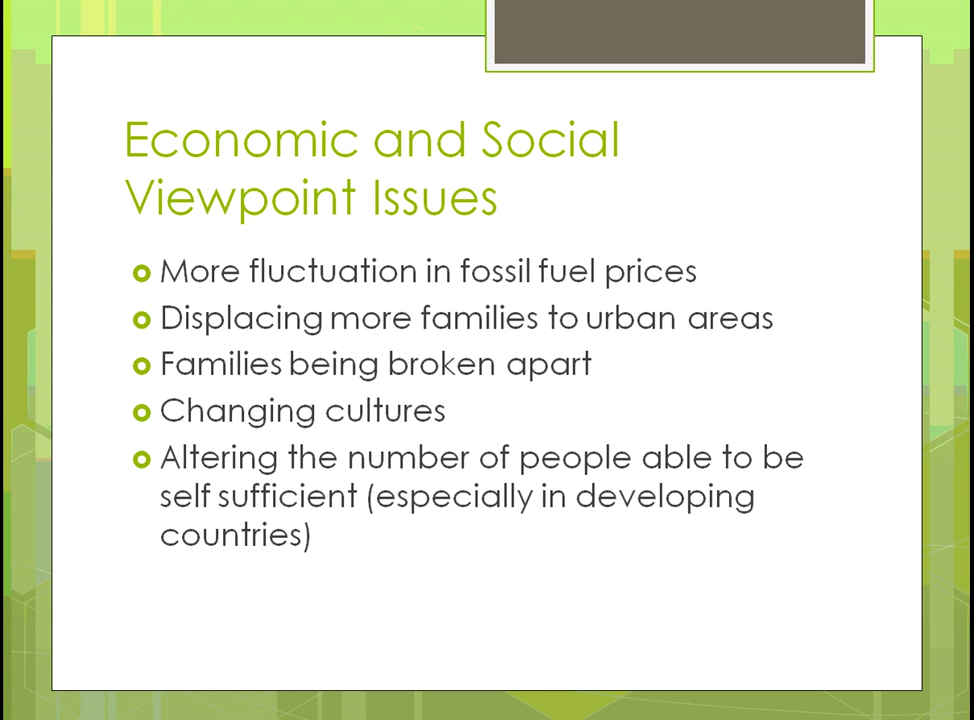 Economic and Social
Viewpoint Issues
More fluctuation in fossil fuel prices
Displacing more families to urban areas
Families being broken apart
Changing cultures
Altering the number of people able to be
self sufficient (especially in developing
countries)